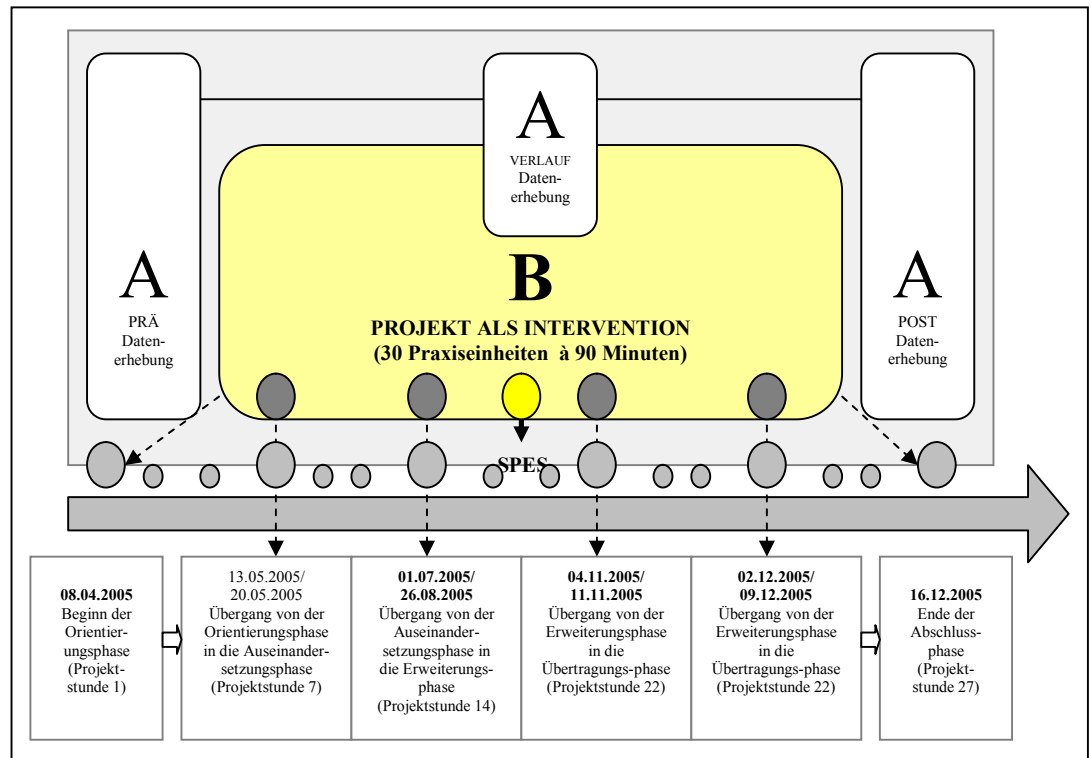 A
VERLAUF
Daten-
erhebung
A
PRÄ
Daten-
erhebung
B
PROJEKT ALS INTERVENTION
(30 Praxiseinheiten à 90 Minuten)
A
POST
Daten-
erhebung
SPES
08.04.2005
Beginn der
Orientier-
ungsphase
(Projekt-
stunde 1)
13.05.2005/
20.05.2005
Übergang von der
Orientierungsphase
in die Auseinander-
setzungsphase
(Projektstunde 7)
01.07.2005/
26.08.2005
Übergang von der
Auseinander-
setzungsphase in
die Erweiterungs-
phase
(Projektstunde 14)
04.11.2005/
11.11.2005
Übergang von der
Erweiterungsphase
in die
Übertragungs-phase
(Projektstunde 22)
02.12.2005/
09.12.2005
Übergang von der
Erweiterungsphase
in die
Übertragungs-phase
(Projektstunde 22)
16.12.2005
Ende der
Abschluss-
phase
(Projekt-
stunde 27)